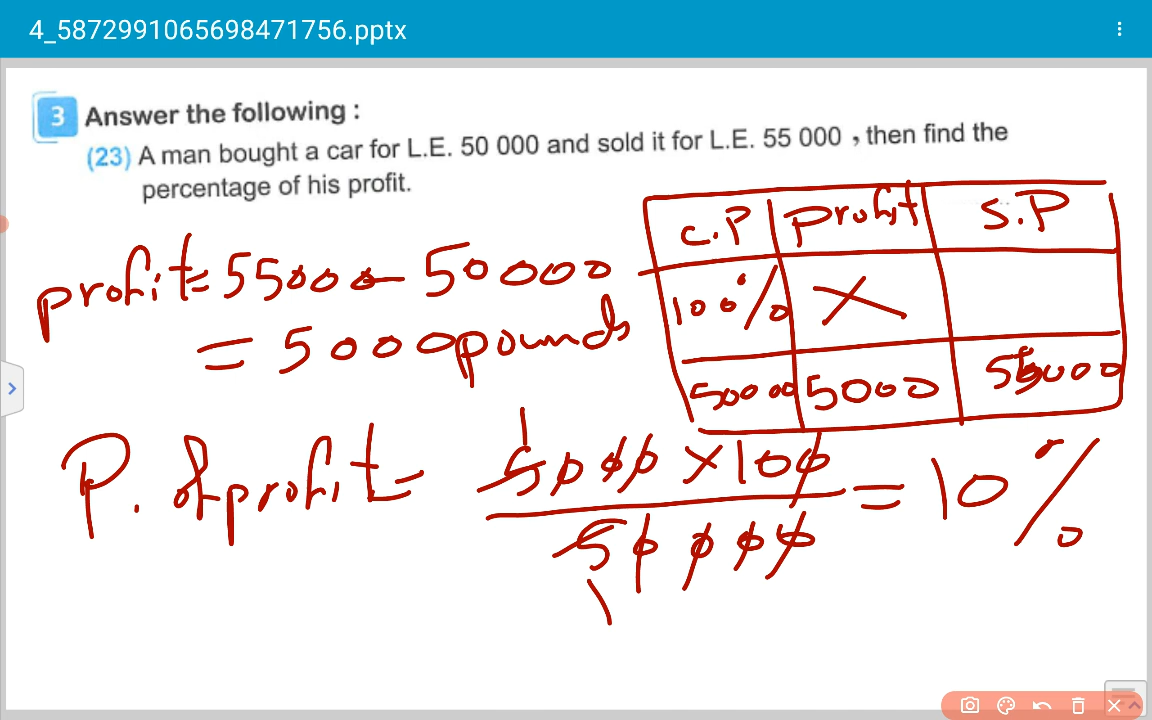 4_5872991065698471756.pptx
3 Answer the following :
(23) A man bought a car for L.E. 50 000 and sold it for L.E. 55 000 , then find the
percentage of his profit.
C.P profit S.P
100% X
50000 5000 55000
profit = 55000 - 50000
= 5000 pounds
P. of profit = 5000 X 100 / 50000 = 10%
1
1